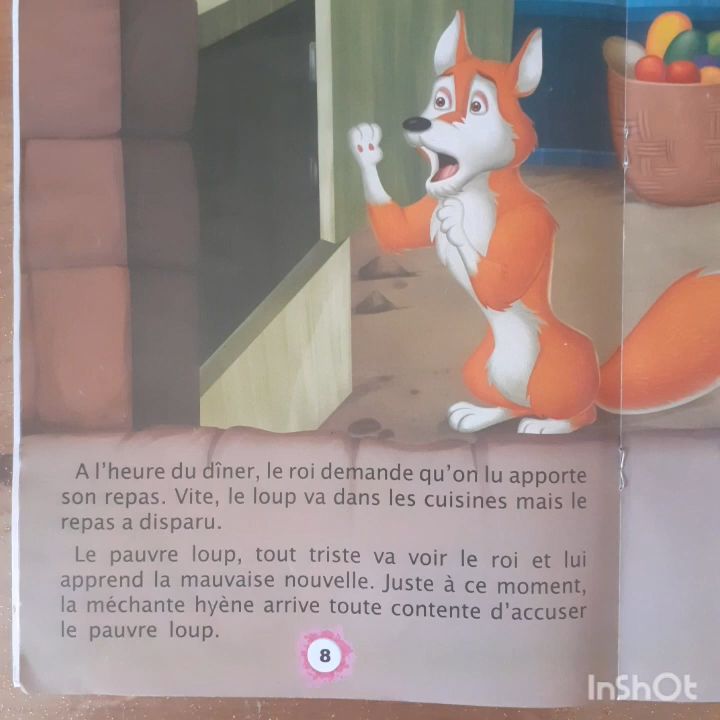 A l'heure du dîner, le roi demande qu'on lu apporte
son repas. Vite, le loup va dans les cuisines mais le
repas a disparu.
Le pauvre loup, tout triste va voir le roi et lui
apprend la mauvaise nouvelle. Juste à ce moment,
la méchante hyène arrive toute contente d'accuser
le pauvre loup.
8
InShOt